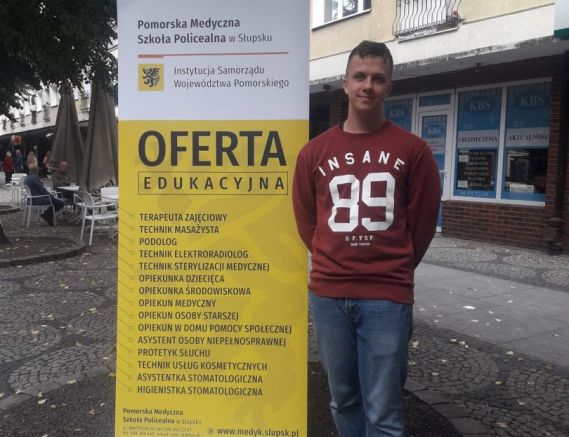 Pomorska Medyczna
Szkoła Policealna w Słupsku
Instytucja Samorządu
Województwa Pomorskiego
OFERTA
EDUKACYJNA
TERAPEUTA ZAJĘCIOWY
TECHNIK MASAŻYSTA
PODOLOG
TECHNIK ELEKTRORADIOLOG
TECHNIK STERYLIZACJI MEDYCZNEJ
OPIEKUNKA DZIECIĘCA
OPIEKUNKA ŚRODOWISKOWA
OPIEKUN MEDYCZNY
OPIEKUN OSOBY STARSZEJ
OPIEKUN W DOMU POMOCY SPOŁECZNEJ
ASYSTENT OSOBY NIEPEŁNOSPRAWNEJ
PROTETYK SŁUCHU
TECHNIK USŁUG KOSMETYCZNYCH
ASYSTENTKA STOMATOLOGICZNA
HIGIENISTKA STOMATOLOGICZNA
Pomorska Medyczna
Szkoła Policealna w Słupsku
www.medyk.slupsk.pl
INSANE
89
KBS
KBS
UBEZPIECZENIA
AKTUALNOŚCI